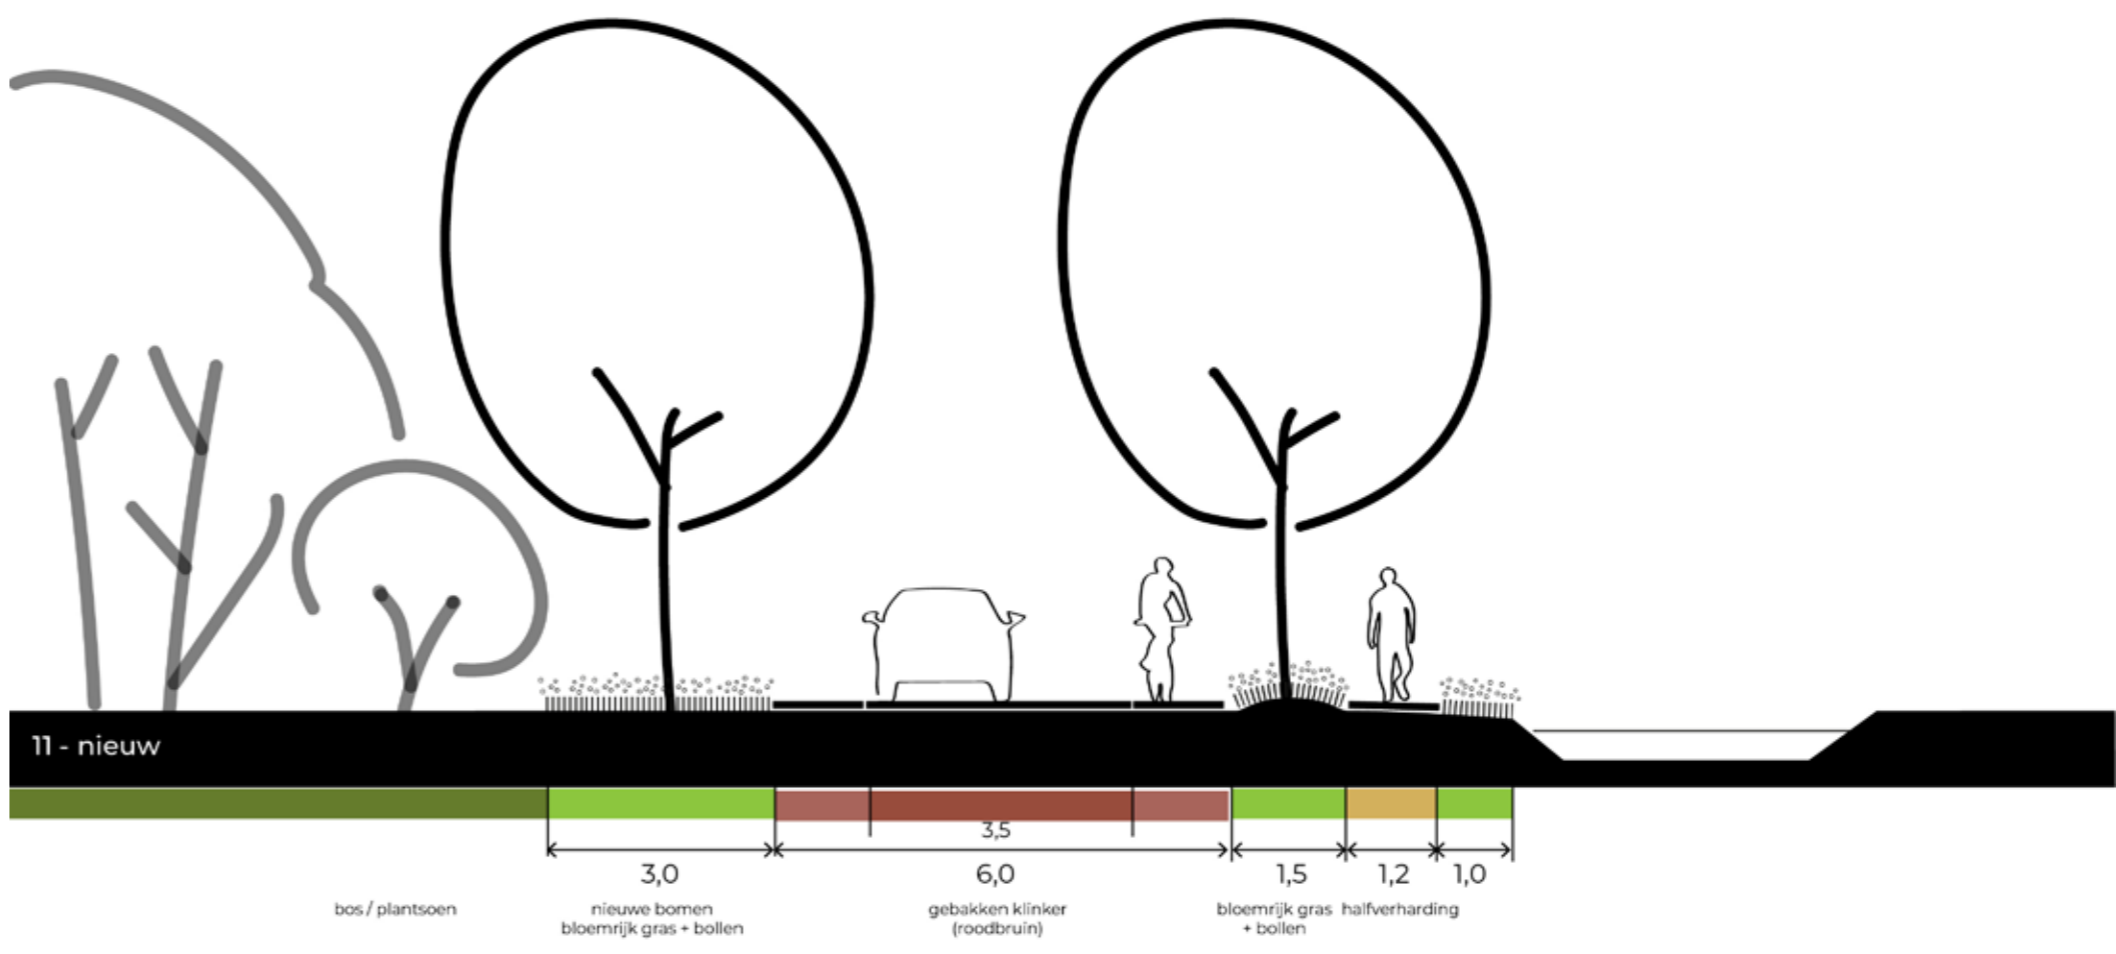 11 - nieuw
3,5
3,0
6,0
1,5
1,2
1,0
bos / plantsoen
nieuwe bomen
bloemrijk gras + bollen
gebakken klinker
(roodbruin)
bloemrijk gras
+ bollen
halfverharding